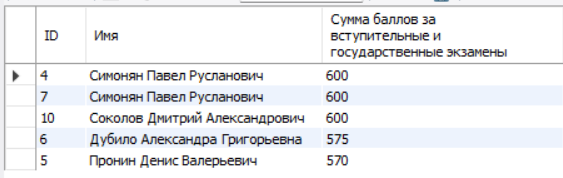 ID Имя Сумма баллов за
вступительные и
государственные экзамены
4 Симонян Павел Русланович 600
7 Симонян Павел Русланович 600
10 Соколов Дмитрий Александрович 600
6 Дубило Александра Григорьевна 575
5 Пронин Денис Валерьевич 570